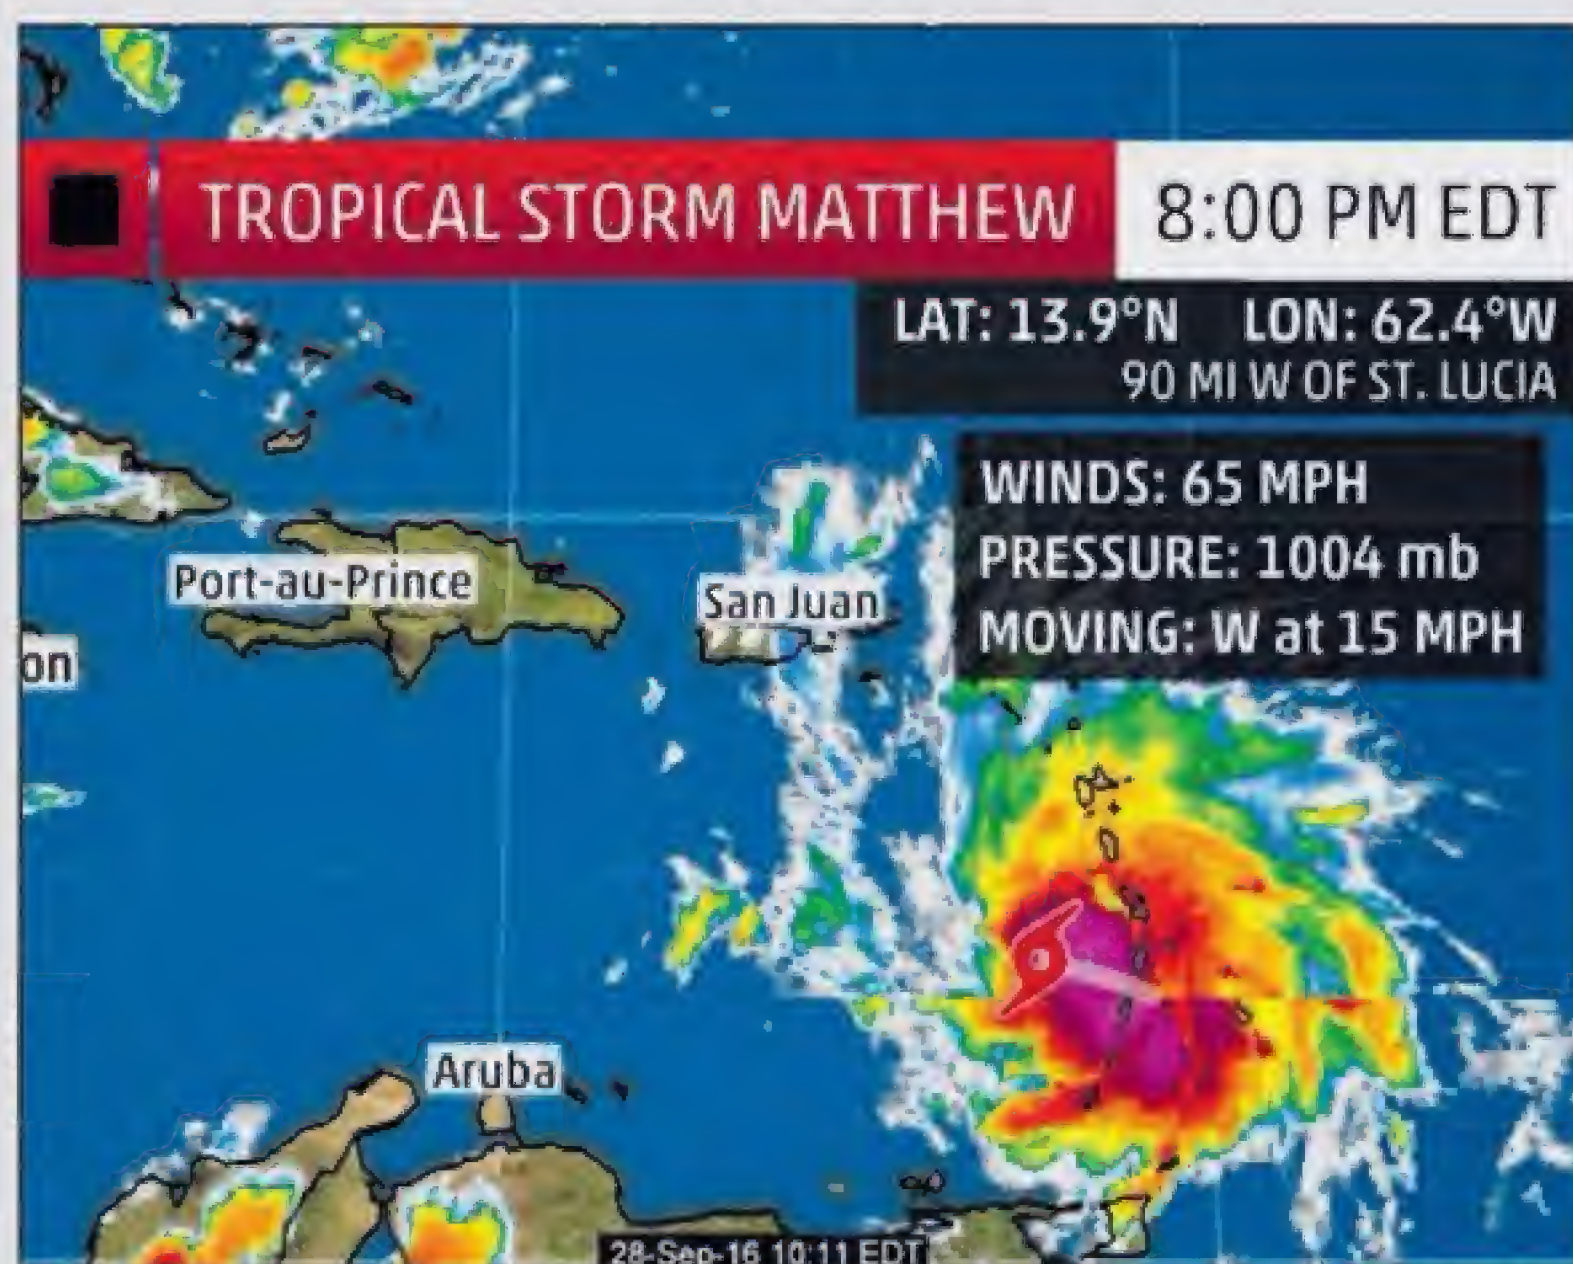 TROPICAL STORM MATTHEW 8:00 PM EDT
LAT: 13.9°N LON: 62.4°W
90 MI W OF ST. LUCIA
WINDS: 65 MPH
PRESSURE: 1004 mb
MOVING: W at 15 MPH
Port-au-Prince
San Juan
on
Aruba
28-Sep-16 10:11 EDT